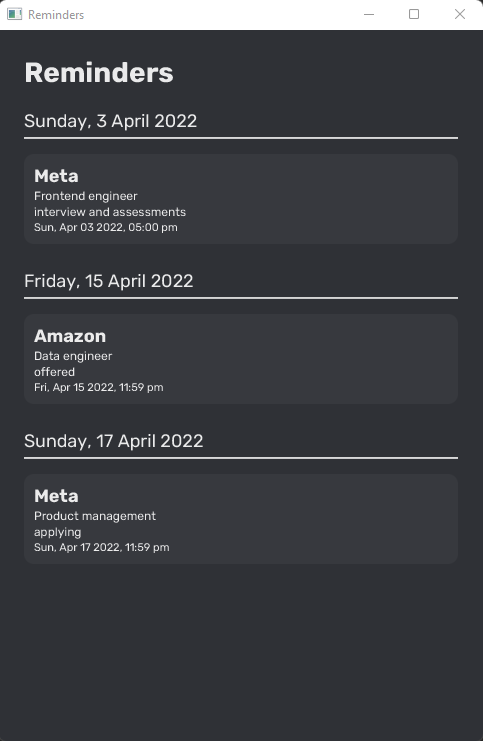 Reminders
Reminders
Sunday, 3 April 2022
Meta
Frontend engineer
interview and assessments
Sun, Apr 03 2022, 05:00 pm
Friday, 15 April 2022
Amazon
Data engineer
offered
Fri, Apr 15 2022, 11:59 pm
Sunday, 17 April 2022
Meta
Product management
applying
Sun, Apr 17 2022, 11:59 pm